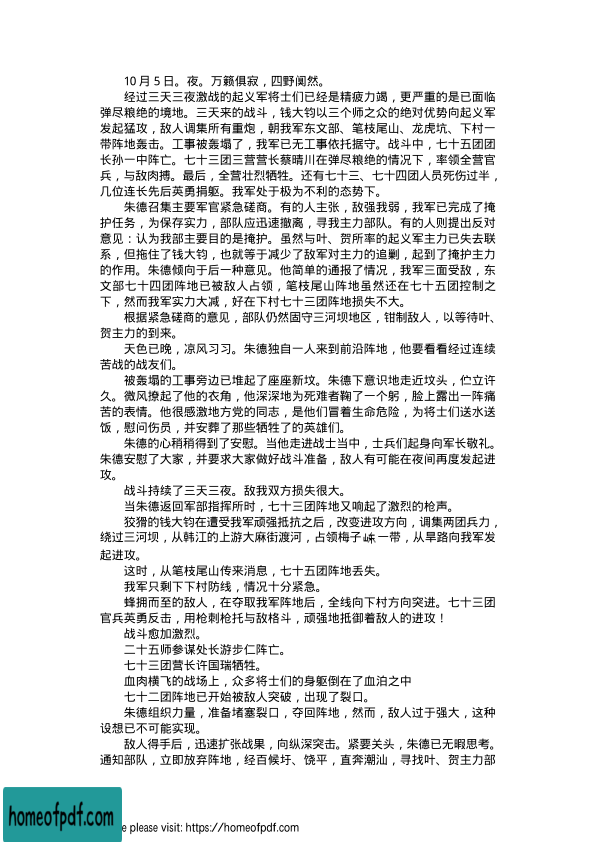 10月5日。夜。万籁俱寂，四野阒然。
经过三天三夜激战的起义军将士们已经是精疲力竭，更严重的是已面临
弹尽粮绝的境地。三天来的战斗，钱大钧以三个师之众的绝对优势向起义军
发起猛攻，敌人调集所有重炮，朝我军东文部、笔枝尾山、龙虎坑、下村一
带阵地轰击。工事被轰塌了，我军已无工事依托据守。战斗中，七十五团团
长孙一中阵亡。七十三团三营营长蔡晴川在弹尽粮绝的情况下，率领全营官
兵，与敌肉搏。最后，全营壮烈牺牲。还有七十三、七十四团人员死伤过半，
几位连长先后英勇捐躯。我军处于极为不利的态势下。
朱德召集主要军官紧急磋商。有的人主张，敌强我弱，我军已完成了掩
护任务，为保存实力，部队应迅速撤离，寻我主力部队。有的人则提出反对
意见：认为我部主要目的是掩护。虽然与叶、贺所率的起义军主力已失去联
系，但拖住了钱大钧，也就等于减少了敌军对主力的追剿，起到了掩护主力
的作用。朱德倾向于后一种意见。他简单的通报了情况，我军三面受敌，东
文部七十四团阵地已被敌人占领，笔枝尾山阵地虽然还在七十五团控制之
下，然而我军实力大减，好在下村七十三团阵地损失不大。
根据紧急磋商的意见，部队仍然固守三河坝地区，钳制敌人，以等待叶、
贺主力的到来。
天色已晚，凉风习习。朱德独自一人来到前沿阵地，他要看看经过连续
苦战的战友们。
被轰塌的工事旁边已堆起了座座新坟。朱德下意识地走近坟头，伫立许
久。微风撩起了他的衣角，他深深地为死难者鞠了一个躬，脸上露出一阵痛
苦的表情。他很感激地方党的同志，是他们冒着生命危险，为将士们送水送
饭，慰问伤员，并安葬了那些牺牲了的英雄们。
朱德的心稍稍得到了安慰。当他走进战士当中，士兵们起身向军长敬礼。
朱德安慰了大家，并要求大家做好战斗准备，敌人有可能在夜间再度发起进
攻。
战斗持续了三天三夜。敌我双方损失很大。
当朱德返回军部指挥所时，七十三团阵地又响起了激烈的枪声。
狡猾的钱大钧在遭受我军顽强抵抗之后，改变进攻方向，调集两团兵力，
绕过三河坝，从韩江的上游大麻街渡河，占领梅子一带，从旱路向我军发
起进攻。
这时，从笔枝尾山传来消息，七十五团阵地丢失。
我军只剩下下村防线，情况十分紧急。
蜂拥而至的敌人，在夺取我军阵地后，全线向下村方向突进。七十三团
官兵英勇反击，用枪刺枪托与敌格斗，顽强地抵御着敌人的进攻！
战斗愈加激烈。
二十五师参谋处长游步仁阵亡。
七十三团营长许国瑞牺牲。
血肉横飞的战场上，众多将士们的身躯倒在了血泊之中
七十二团阵地已开始被敌人突破，出现了裂口。
朱德组织力量，准备堵塞裂口，夺回阵地，然而，敌人过于强大，这种
设想已不可能实现。
敌人得手后，迅速扩张战果，向纵深突击。紧要关头，朱德已无暇思考。
通知部队，立即放弃阵地，经百候圩、饶平，直奔潮汕，寻找叶、贺主力部
homeofpdf.com
e please visit: https://homeofpdf.com